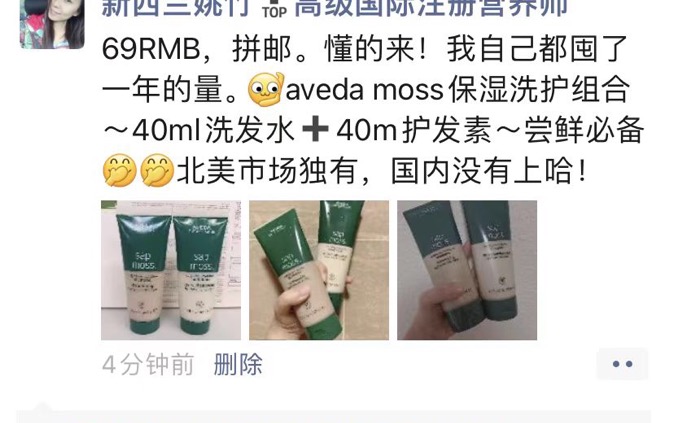 新西兰姚竹 TOP 高级国际注册营养师
69RMB，拼邮。懂的来！我自己都囤了
一年的量。aveda moss保湿洗护组合
～40ml洗发水➕40m护发素～尝鲜必备
北美市场独有，国内没有上哈！
sap
moss
sap
moss
sap
moss
sap
moss
4分钟前 删除